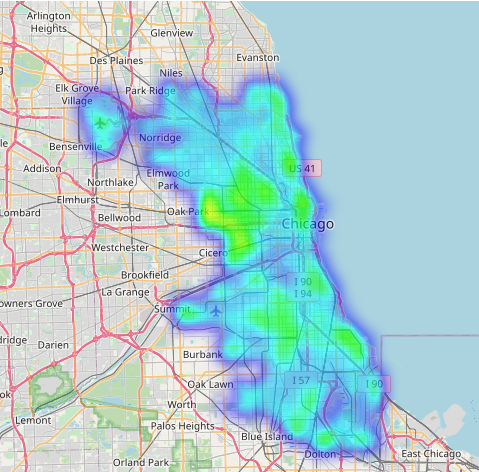 Arlington
Heights
Glenview
Des Plaines
Evanston
Niles
Elk Grove
Village
Park Ridge
Norridge
Bensenville
Addison
Elmwood
Park
US 41
Northlake
Elmhurst
Lombard
Oak Park
Bellwood
Chicago
Westchester
Cicero
Brookfield
I 90
I 94
La Grange
owners Grove
Summit
Darien
Burbank
I 57
I 90
Oak Lawn
Worth
Lemont
Palos Heights
Blue Island
Dolton
East Chicago
Orland Park